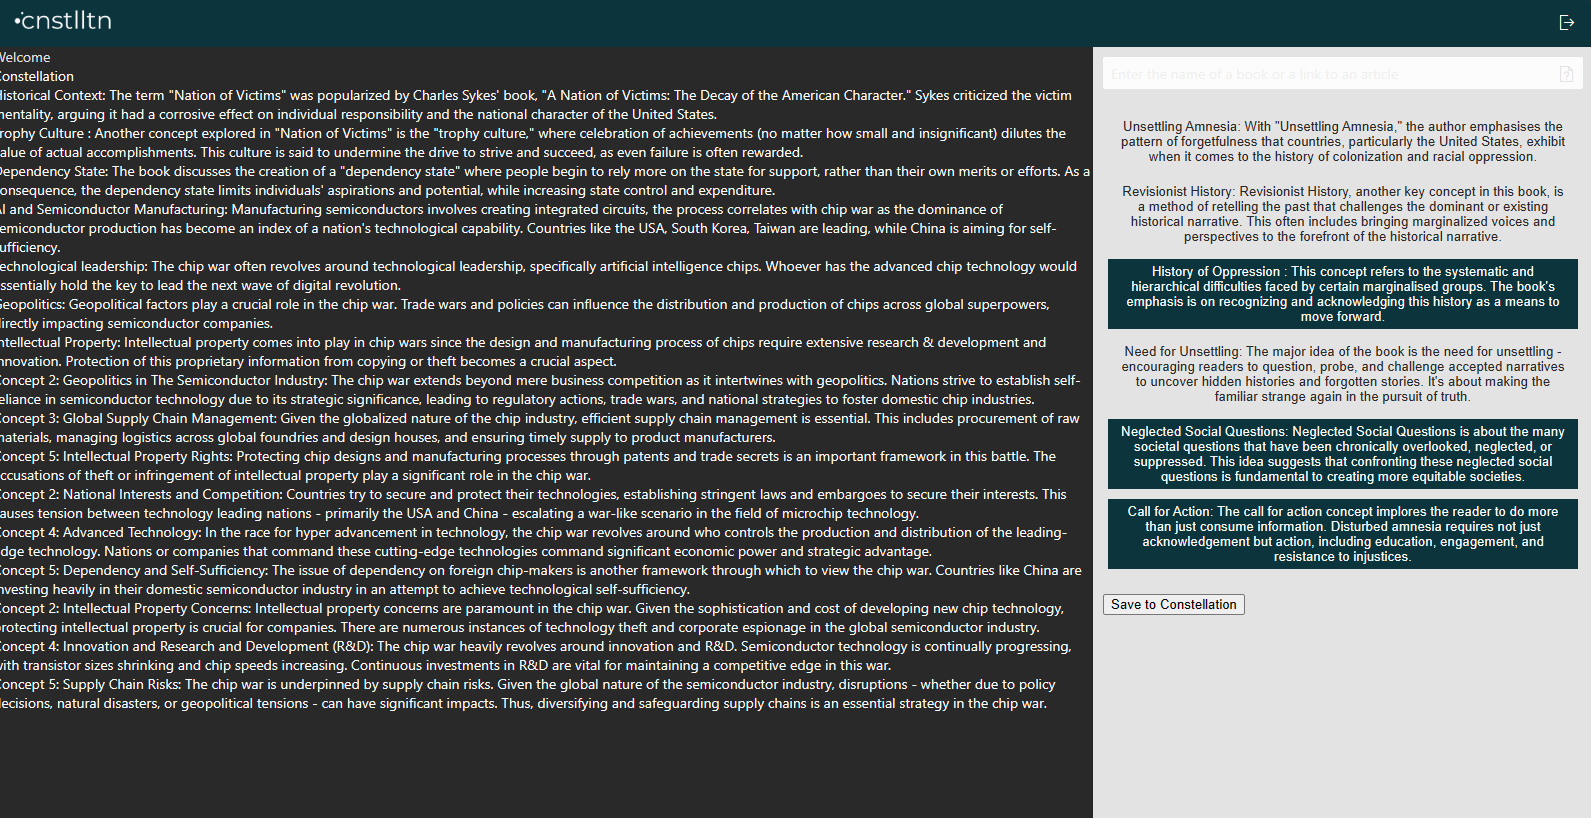 cnstlltn
Welcome
Constellation
Historical Context: The term "Nation of Victims" was popularized by Charles Sykes' book, "A Nation of Victims: The Decay of the American Character." Sykes criticized the victim
mentality, arguing it had a corrosive effect on individual responsibility and the national character of the United States.
Trophy Culture : Another concept explored in "Nation of Victims" is the "trophy culture," where celebration of achievements (no matter how small and insignificant) dilutes the
value of actual accomplishments. This culture is said to undermine the drive to strive and succeed, as even failure is often rewarded.
Dependency State: The book discusses the creation of a "dependency state" where people begin to rely more on the state for support, rather than their own merits or efforts. As a
consequence, the dependency state limits individuals' aspirations and potential, while increasing state control and expenditure.
AI and Semiconductor Manufacturing: Manufacturing semiconductors involves creating integrated circuits, the process correlates with chip war as the dominance of
semiconductor production has become an index of a nation's technological capability. Countries like the USA, South Korea, Taiwan are leading, while China is aiming for self-
sufficiency.
Technological leadership: The chip war often revolves around technological leadership, specifically artificial intelligence chips. Whoever has the advanced chip technology would
essentially hold the key to lead the next wave of digital revolution.
Geopolitics: Geopolitical factors play a crucial role in the chip war. Trade wars and policies can influence the distribution and production of chips across global superpowers,
directly impacting semiconductor companies.
Intellectual Property: Intellectual property comes into play in chip wars since the design and manufacturing process of chips require extensive research & development and
innovation. Protection of this proprietary information from copying or theft becomes a crucial aspect.
Concept 2: Geopolitics in The Semiconductor Industry: The chip war extends beyond mere business competition as it intertwines with geopolitics. Nations strive to establish self-
reliance in semiconductor technology due to its strategic significance, leading to regulatory actions, trade wars, and national strategies to foster domestic chip industries.
Concept 3: Global Supply Chain Management: Given the globalized nature of the chip industry, efficient supply chain management is essential. This includes procurement of raw
materials, managing logistics across global foundries and design houses, and ensuring timely supply to product manufacturers.
Concept 5: Intellectual Property Rights: Protecting chip designs and manufacturing processes through patents and trade secrets is an important framework in this battle. The
accusations of theft or infringement of intellectual property play a significant role in the chip war.
Concept 2: National Interests and Competition: Countries try to secure and protect their technologies, establishing stringent laws and embargoes to secure their interests. This
causes tension between technology leading nations - primarily the USA and China - escalating a war-like scenario in the field of microchip technology.
Concept 4: Advanced Technology: In the race for hyper advancement in technology, the chip war revolves around who controls the production and distribution of the leading-
edge technology. Nations or companies that command these cutting-edge technologies command significant economic power and strategic advantage.
Concept 5: Dependency and Self-Sufficiency: The issue of dependency on foreign chip-makers is another framework through which to view the chip war. Countries like China are
investing heavily in their domestic semiconductor industry in an attempt to achieve technological self-sufficiency.
Concept 2: Intellectual Property Concerns: Intellectual property concerns are paramount in the chip war. Given the sophistication and cost of developing new chip technology,
protecting intellectual property is crucial for companies. There are numerous instances of technology theft and corporate espionage in the global semiconductor industry.
Concept 4: Innovation and Research and Development (R&D): The chip war heavily revolves around innovation and R&D. Semiconductor technology is continually progressing,
with transistor sizes shrinking and chip speeds increasing. Continuous investments in R&D are vital for maintaining a competitive edge in this war.
Concept 5: Supply Chain Risks: The chip war is underpinned by supply chain risks. Given the global nature of the semiconductor industry, disruptions - whether due to policy
decisions, natural disasters, or geopolitical tensions - can have significant impacts. Thus, diversifying and safeguarding supply chains is an essential strategy in the chip war.
Enter the name of a book or a link to an article
Unsettling Amnesia: With "Unsettling Amnesia," the author emphasises the
pattern of forgetfulness that countries, particularly the United States, exhibit
when it comes to the history of colonization and racial oppression.
Revisionist History: Revisionist History, another key concept in this book, is
a method of retelling the past that challenges the dominant or existing
historical narrative. This often includes bringing marginalized voices and
perspectives to the forefront of the historical narrative.
History of Oppression : This concept refers to the systematic and
hierarchical difficulties faced by certain marginalised groups. The book's
emphasis is on recognizing and acknowledging this history as a means to
move forward.
Need for Unsettling: The major idea of the book is the need for unsettling -
encouraging readers to question, probe, and challenge accepted narratives
to uncover hidden histories and forgotten stories. It's about making the
familiar strange again in the pursuit of truth.
Neglected Social Questions: Neglected Social Questions is about the many
societal questions that have been chronically overlooked, neglected, or
suppressed. This idea suggests that confronting these neglected social
questions is fundamental to creating more equitable societies.
Call for Action: The call for action concept implores the reader to do more
than just consume information. Disturbed amnesia requires not just
acknowledgement but action, including education, engagement, and
resistance to injustices.
Save to Constellation